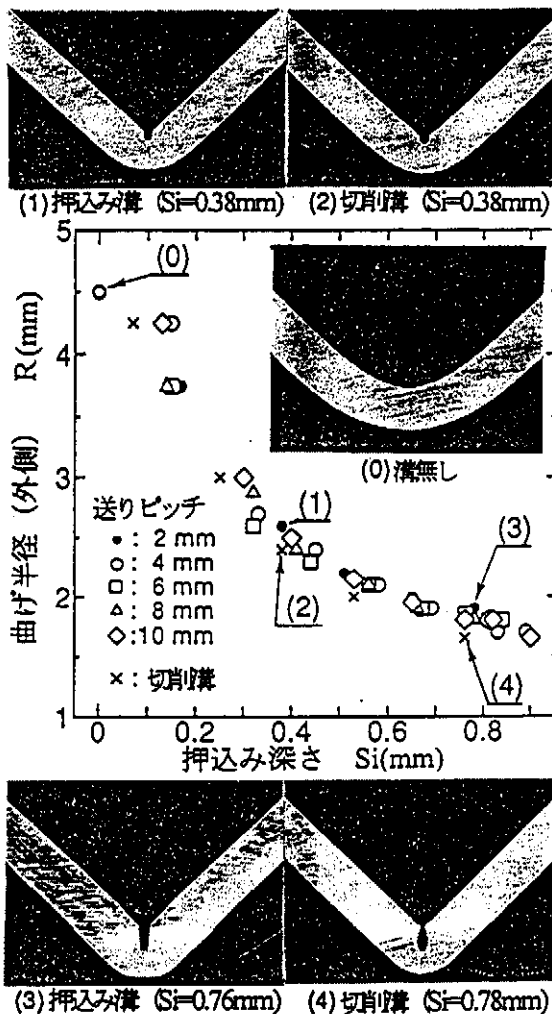 (1) 押込み溝 (Si=0.38mm)
(2) 切削溝 (Si=0.38mm)
曲げ半径 (外側) R(mm)
5
4
3
2
1
(0)
(0) 溝無し
送りピッチ
●: 2 mm
○: 4 mm
□: 6 mm
△: 8 mm
◇: 10 mm
×: 切削溝
(1)
(2)
(3)
(4)
0 0.2 0.4 0.6 0.8
押込み深さ Si(mm)
(3) 押込み溝 (Si=0.76mm)
(4) 切削溝 (Si=0.78mm)